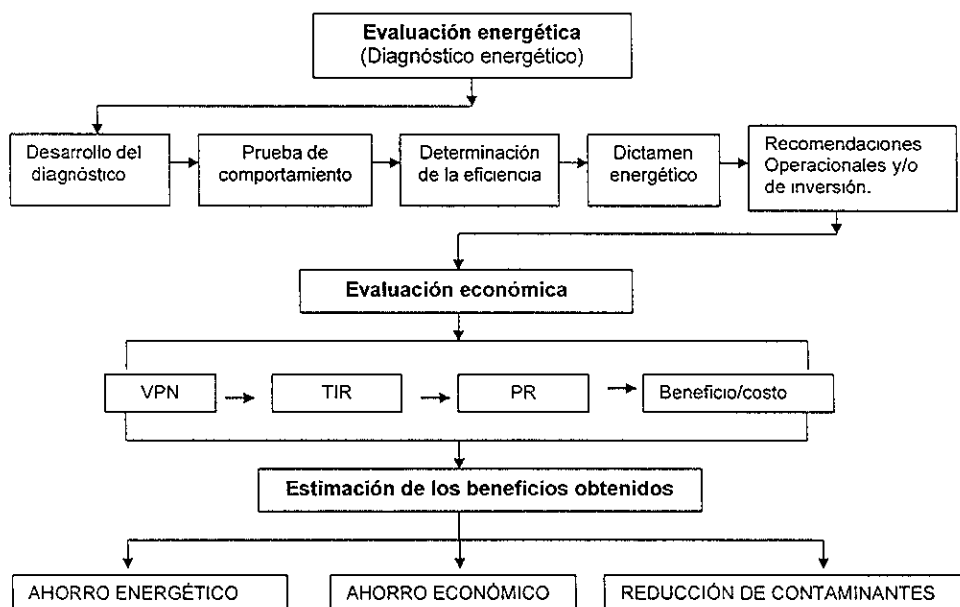 Evaluación energética
(Diagnóstico energético)
Desarrollo del
diagnóstico
Prueba de
comportamiento
Determinación
de la eficiencia
Dictamen
energético
Recomendaciones
Operacionales y/o
de inversión.
Evaluación económica
VPN
TIR
PR
Beneficio/costo
Estimación de los beneficios obtenidos
AHORRO ENERGÉTICO
AHORRO ECONÓMICO
REDUCCIÓN DE CONTAMINANTES